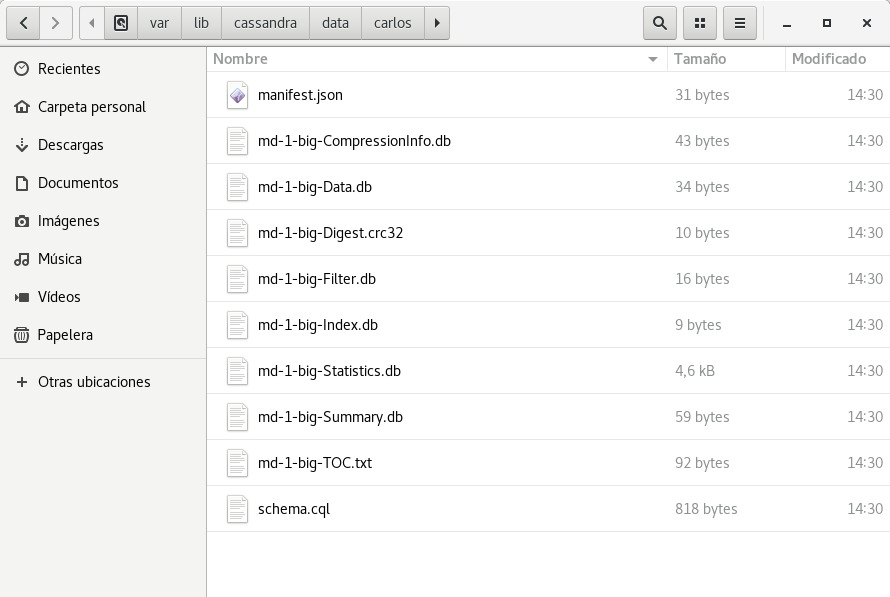 var lib cassandra data carlos
Recientes
Carpeta personal
Descargas
Documentos
Imágenes
Música
Vídeos
Papelera
Otras ubicaciones
Nombre Tamaño Modificado
manifest.json 31 bytes 14:30
md-1-big-CompressionInfo.db 43 bytes 14:30
md-1-big-Data.db 34 bytes 14:30
md-1-big-Digest.crc32 10 bytes 14:30
md-1-big-Filter.db 16 bytes 14:30
md-1-big-Index.db 9 bytes 14:30
md-1-big-Statistics.db 4,6 kB 14:30
md-1-big-Summary.db 59 bytes 14:30
md-1-big-TOC.txt 92 bytes 14:30
schema.cql 818 bytes 14:30